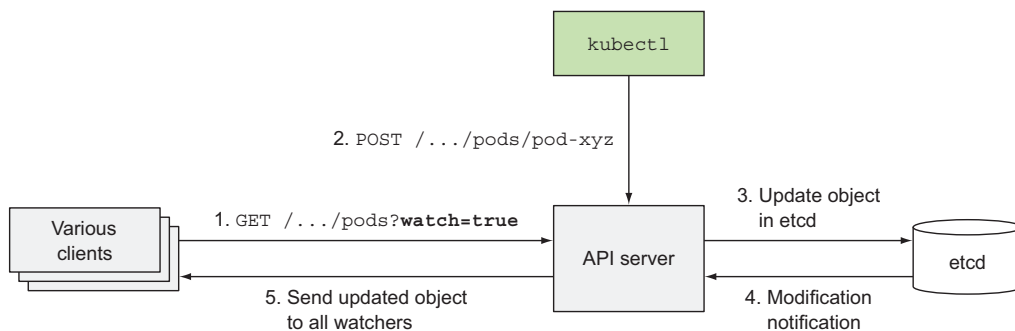 kubectl
2. POST /.../pods/pod-xyz
3. Update object
in etcd
1. GET /.../pods?watch=true
Various
clients
API server
etcd
5. Send updated object
to all watchers
4. Modification
notification